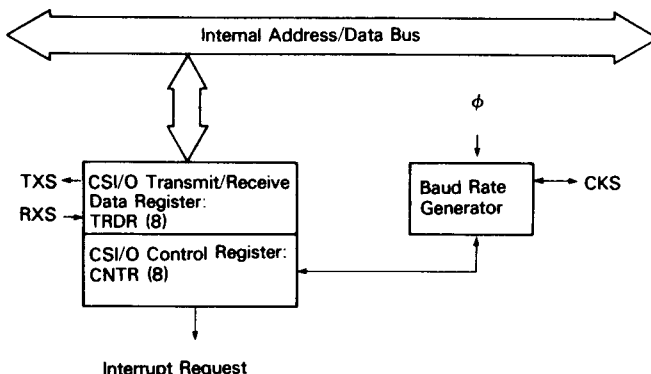 Internal Address/Data Bus
φ
TXS
CSI/O Transmit/Receive
Data Register:
TRDR (8)
RXS
Baud Rate
Generator
CKS
CSI/O Control Register:
CNTR (8)
Interrupt Request